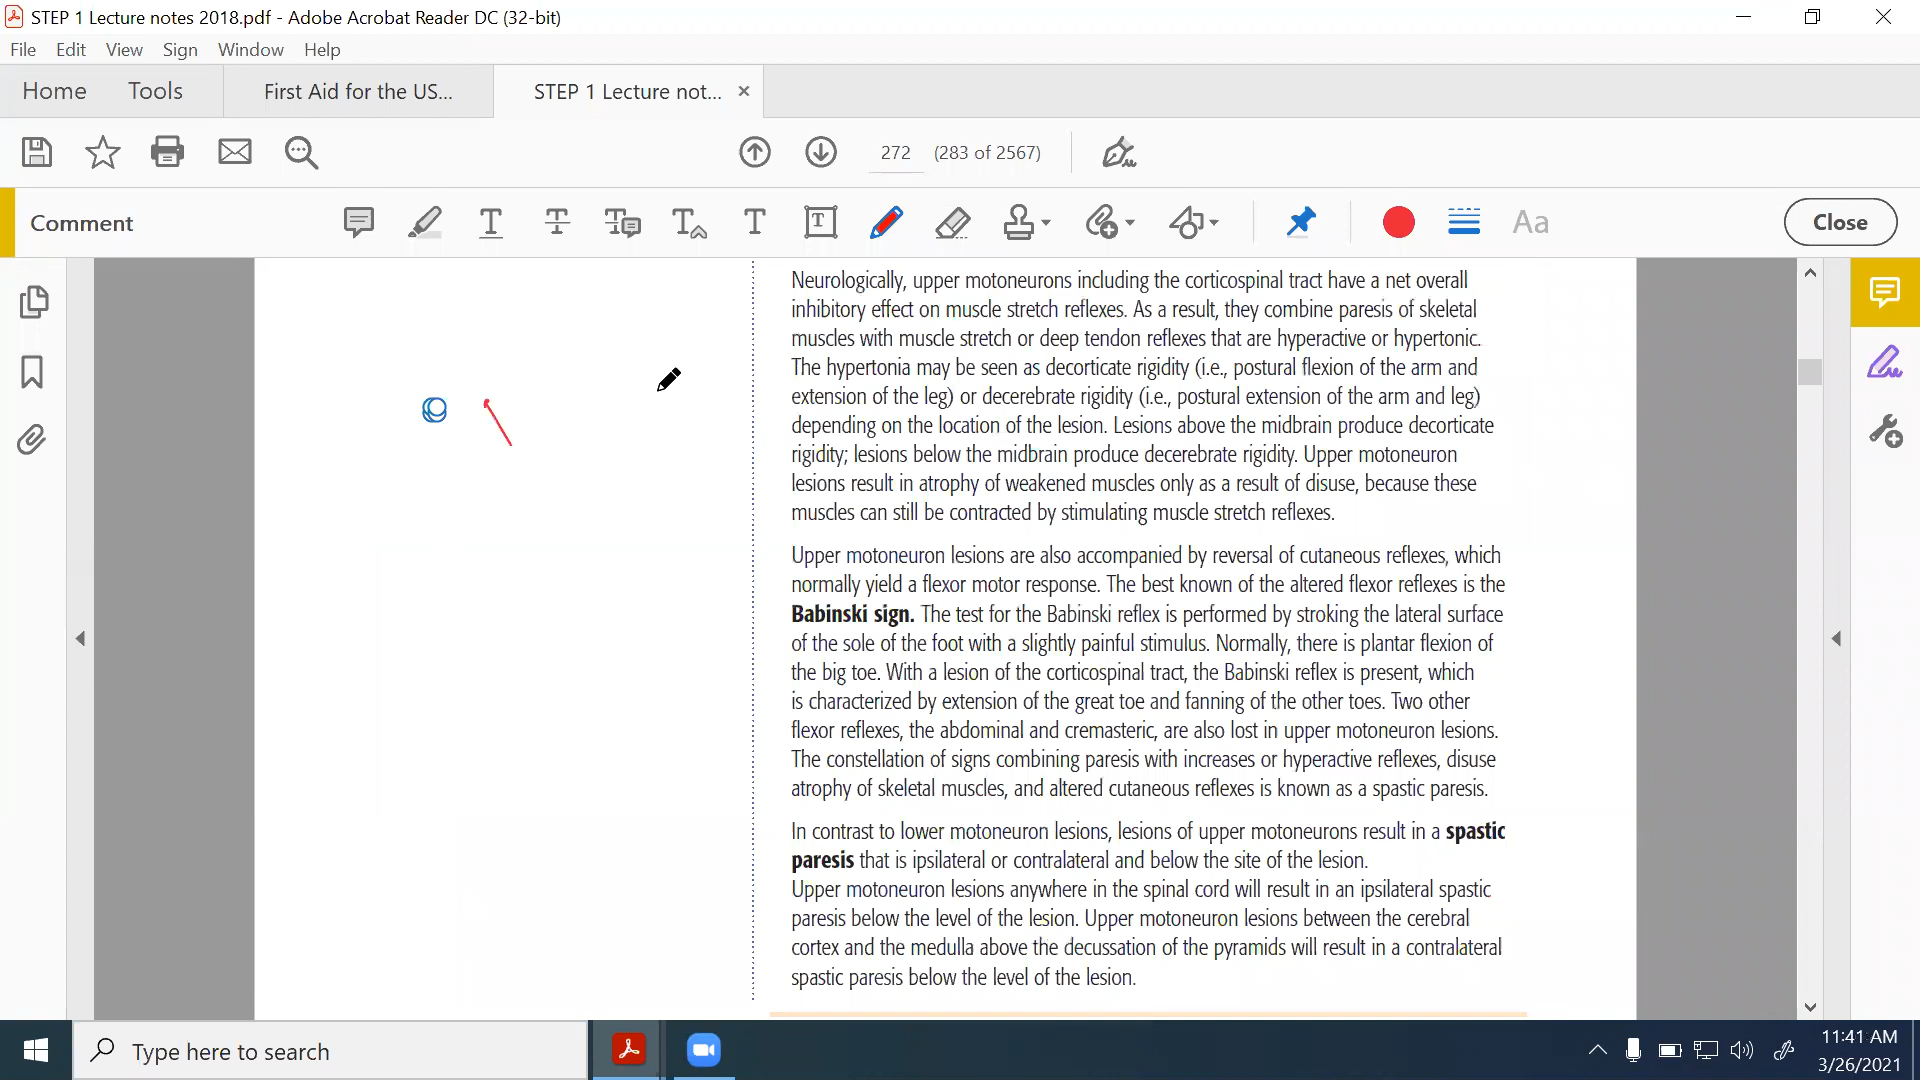 STEP 1 Lecture notes 2018.pdf - Adobe Acrobat Reader DC (32-bit)
File Edit View Sign Window Help
Home Tools First Aid for the US... STEP 1 Lecture not... ×
272 (283 of 2567)
Comment T T T T T T Aa Close
Neurologically, upper motoneurons including the corticospinal tract have a net overall
inhibitory effect on muscle stretch reflexes. As a result, they combine paresis of skeletal
muscles with muscle stretch or deep tendon reflexes that are hyperactive or hypertonic.
The hypertonia may be seen as decorticate rigidity (i.e., postural flexion of the arm and
extension of the leg) or decerebrate rigidity (i.e., postural extension of the arm and leg)
depending on the location of the lesion. Lesions above the midbrain produce decorticate
rigidity; lesions below the midbrain produce decerebrate rigidity. Upper motoneuron
lesions result in atrophy of weakened muscles only as a result of disuse, because these
muscles can still be contracted by stimulating muscle stretch reflexes.
Upper motoneuron lesions are also accompanied by reversal of cutaneous reflexes, which
normally yield a flexor motor response. The best known of the altered flexor reflexes is the
Babinski sign. The test for the Babinski reflex is performed by stroking the lateral surface
of the sole of the foot with a slightly painful stimulus. Normally, there is plantar flexion of
the big toe. With a lesion of the corticospinal tract, the Babinski reflex is present, which
is characterized by extension of the great toe and fanning of the other toes. Two other
flexor reflexes, the abdominal and cremasteric, are also lost in upper motoneuron lesions.
The constellation of signs combining paresis with increases or hyperactive reflexes, disuse
atrophy of skeletal muscles, and altered cutaneous reflexes is known as a spastic paresis.
In contrast to lower motoneuron lesions, lesions of upper motoneurons result in a spastic
paresis that is ipsilateral or contralateral and below the site of the lesion.
Upper motoneuron lesions anywhere in the spinal cord will result in an ipsilateral spastic
paresis below the level of the lesion. Upper motoneuron lesions between the cerebral
cortex and the medulla above the decussation of the pyramids will result in a contralateral
spastic paresis below the level of the lesion.
Type here to search
11:41 AM
3/26/2021